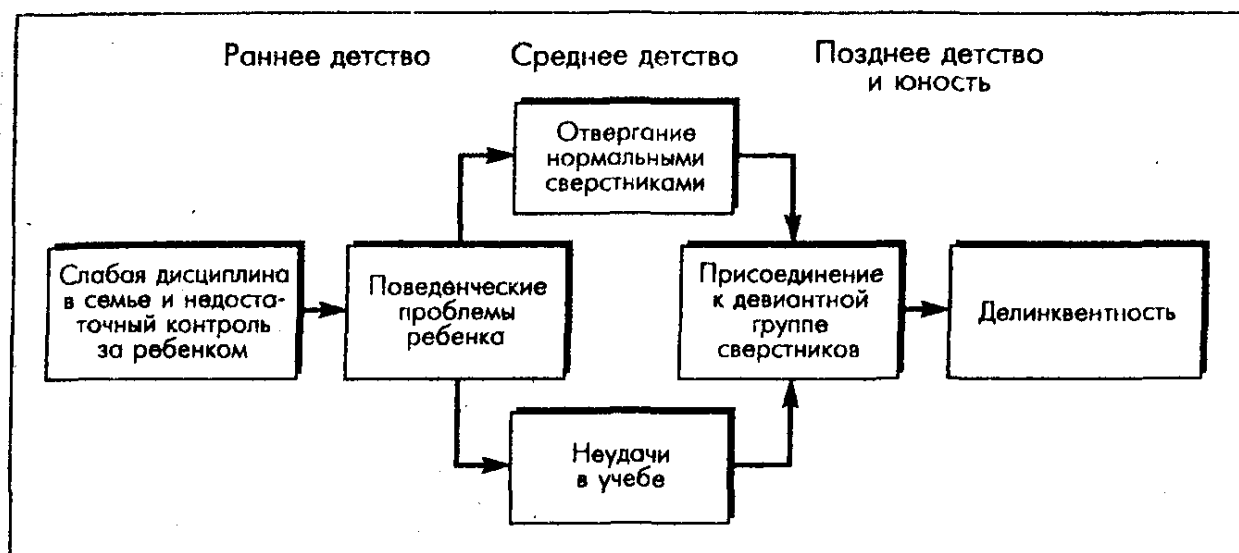 Раннее детство
Среднее детство
Позднее детство
и юность
Отвергание
нормальными
сверстниками
Слабая дисциплина
в семье и недоста-
точный контроль
за ребенком
Поведенческие
проблемы
ребенка
Присоединение
к девиантной
группе
сверстников
Делинквентность
Неудачи
в учебе